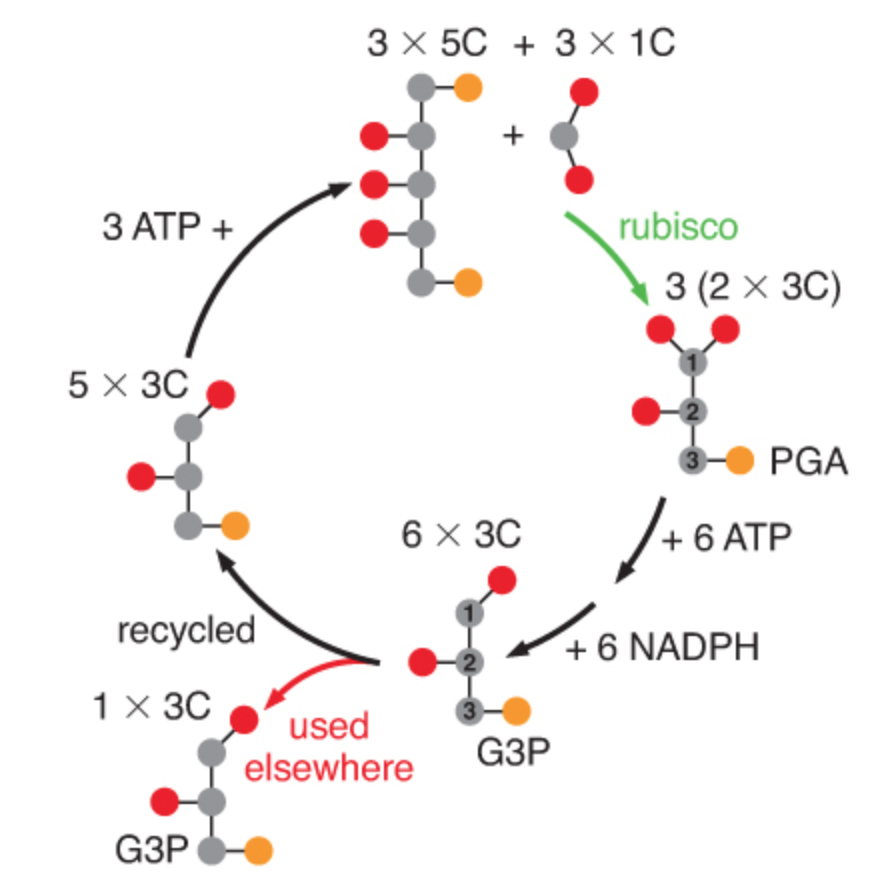 3 × 5C + 3 × 1C
+
3 ATP +
rubisco
3 (2 × 3C)
1
2
3
PGA
5 × 3C
+ 6 ATP
6 × 3C
1
2
3
+ 6 NADPH
G3P
recycled
1 × 3C
used
elsewhere
G3P